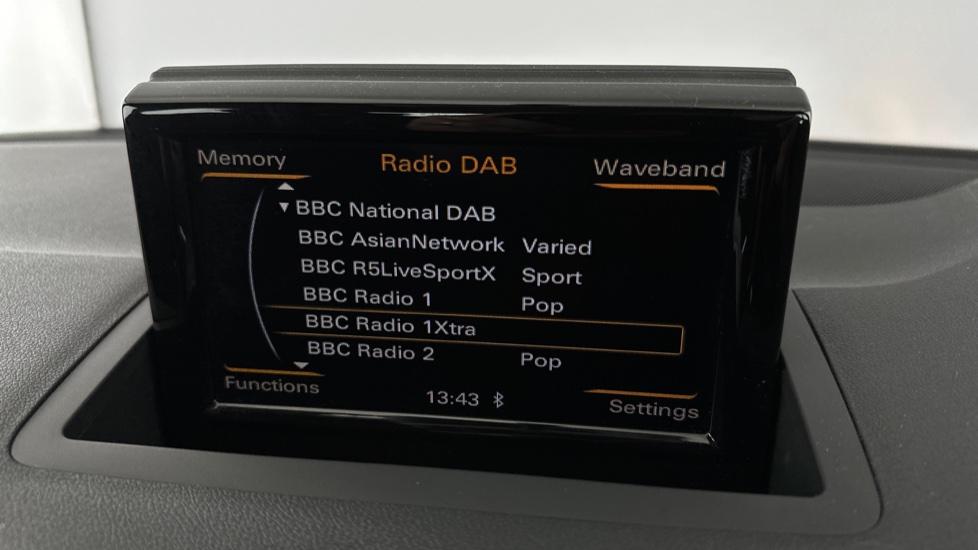 Memory Radio DAB Waveband
BBC National DAB
BBC AsianNetwork Varied
BBC R5LiveSportX Sport
BBC Radio 1 Pop
BBC Radio 1Xtra
BBC Radio 2 Pop
Functions 13:43 Settings